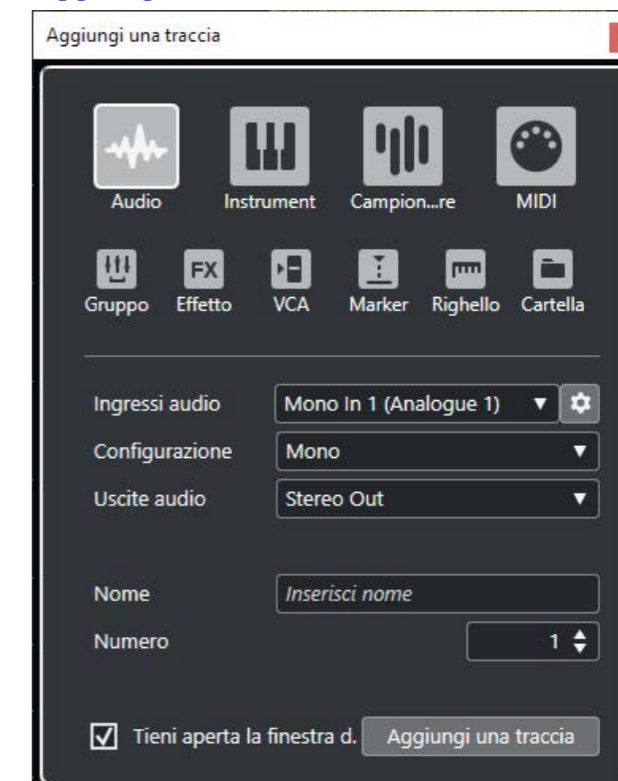 Aggiungi una traccia
Audio
Instrument
Campion...re
MIDI
FX
Gruppo
Effetto
VCA
Marker
Righello
Cartella
Ingressi audio
Mono In 1 (Analogue 1)
Configurazione
Mono
Uscite audio
Stereo Out
Nome
Inserisci nome
Numero
1
Tieni aperta la finestra d.
Aggiungi una traccia